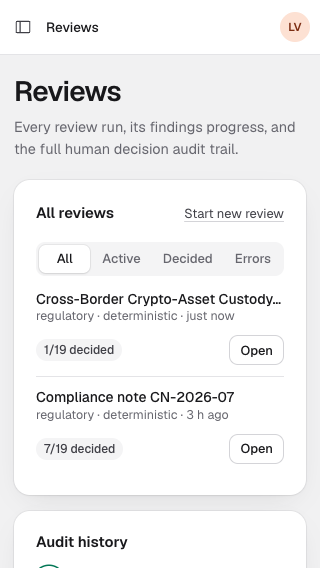 Reviews
LV
Reviews
Every review run, its findings progress, and
the full human decision audit trail.
All reviews
Start new review
All
Active
Decided
Errors
Cross-Border Crypto-Asset Custody…
regulatory · deterministic · just now
1/19 decided
Open
Compliance note CN-2026-07
regulatory · deterministic · 3 h ago
7/19 decided
Open
Audit history